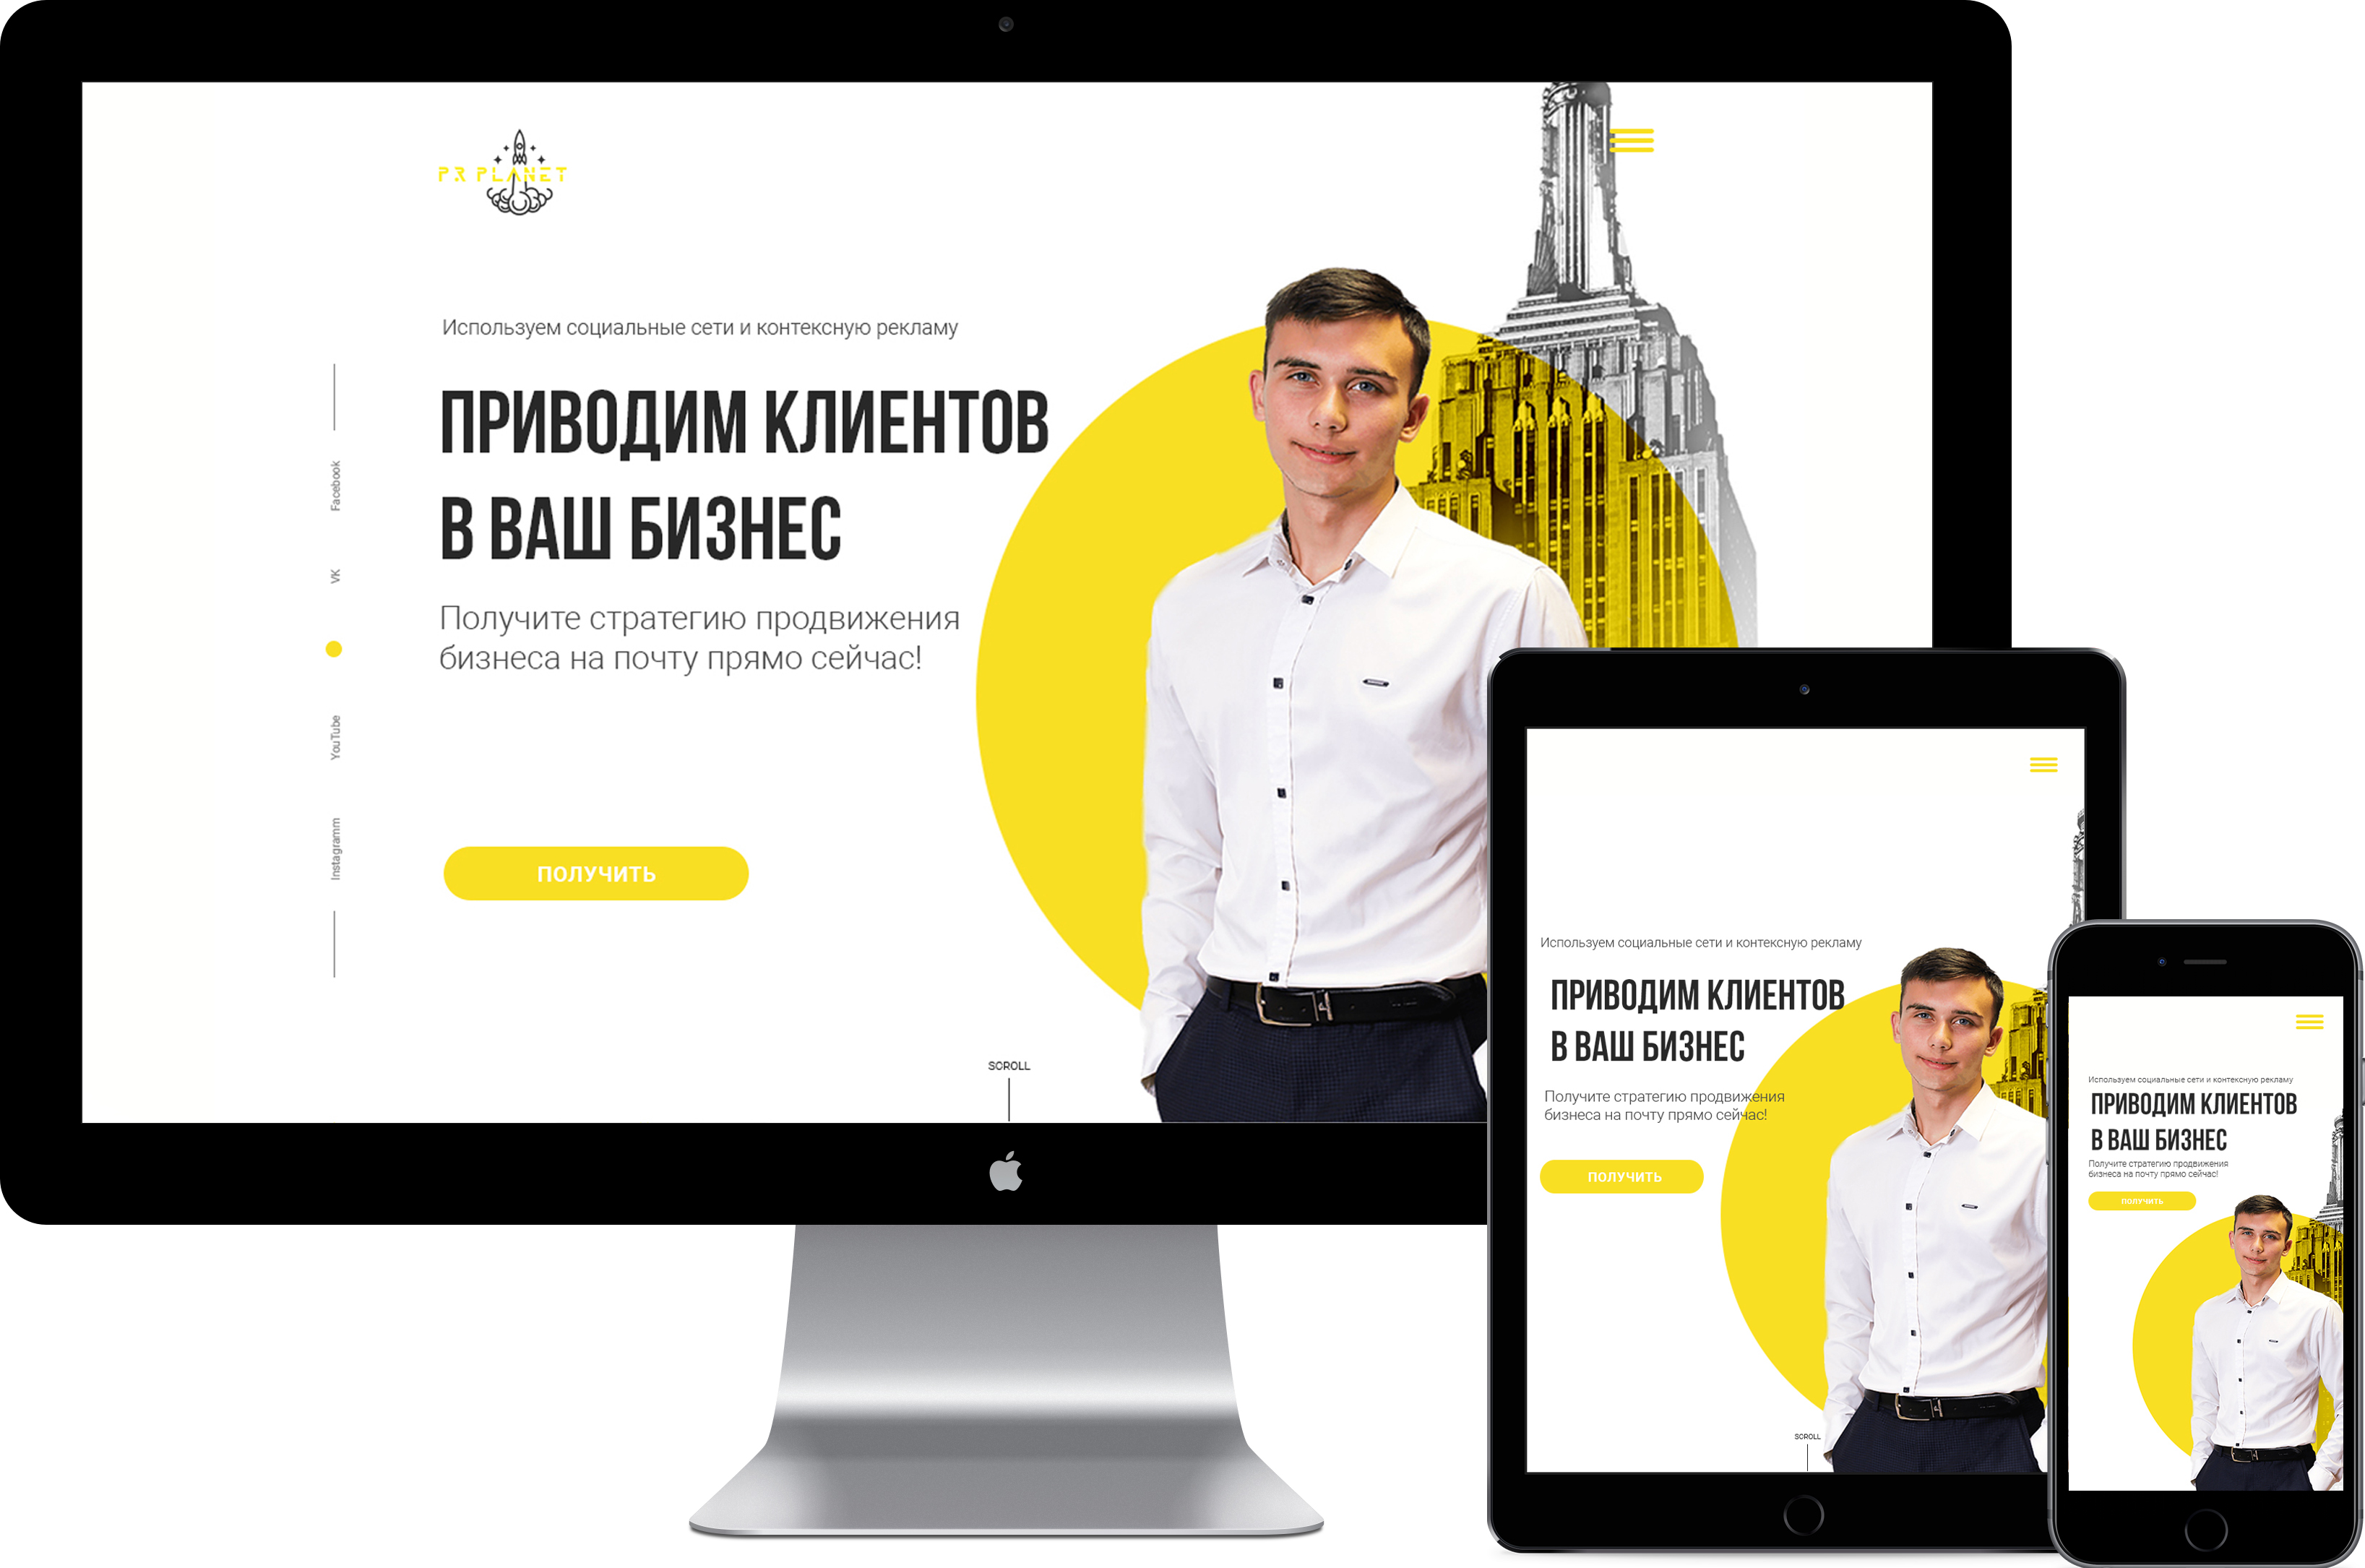 PR PLANET
Используем социальные сети и контексную рекламу
ПРИВОДИМ КЛИЕНТОВ
В ВАШ БИЗНЕС
Получите стратегию продвижения
бизнеса на почту прямо сейчас!
ПОЛУЧИТЬ
Facebook
VK
YouTube
Instagramm
SCROLL
Используем социальные сети и контексную рекламу
ПРИВОДИМ КЛИЕНТОВ
В ВАШ БИЗНЕС
Получите стратегию продвижения
бизнеса на почту прямо сейчас!
ПОЛУЧИТЬ
SCROLL
Используем социальные сети и контексную рекламу
ПРИВОДИМ КЛИЕНТОВ
В ВАШ БИЗНЕС
Получите стратегию продвижения
бизнеса на почту прямо сейчас!
ПОЛУЧИТЬ